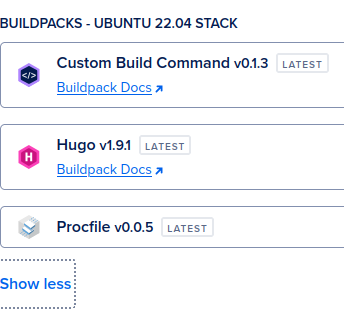 BUILDPACKS - UBUNTU 22.04 STACK
Custom Build Command v0.1.3 LATEST
</>
Buildpack Docs
Hugo v1.9.1 LATEST
H
Buildpack Docs
Procfile v0.0.5 LATEST
Show less